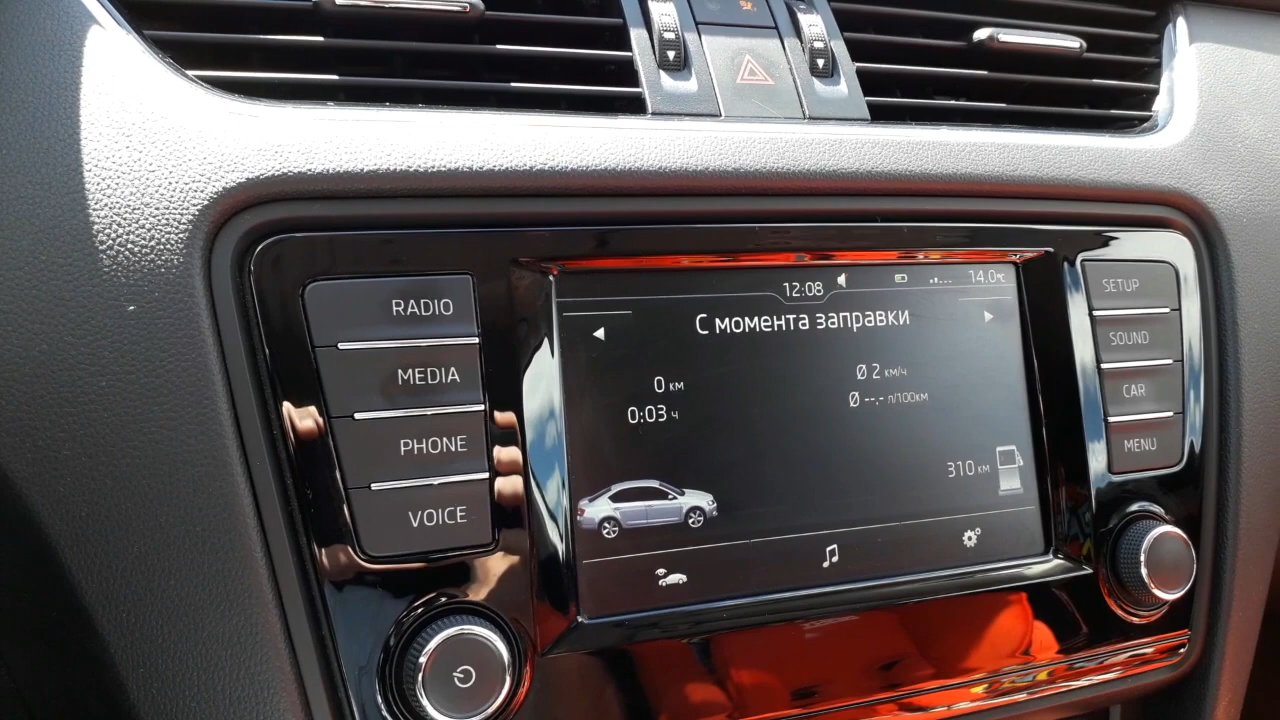 RADIO
MEDIA
PHONE
VOICE
12:08
14.0°C
С момента заправки
0 км
Ø 2 км/ч
0:03 ч
Ø --.- л/100км
310 км
SETUP
SOUND
CAR
MENU